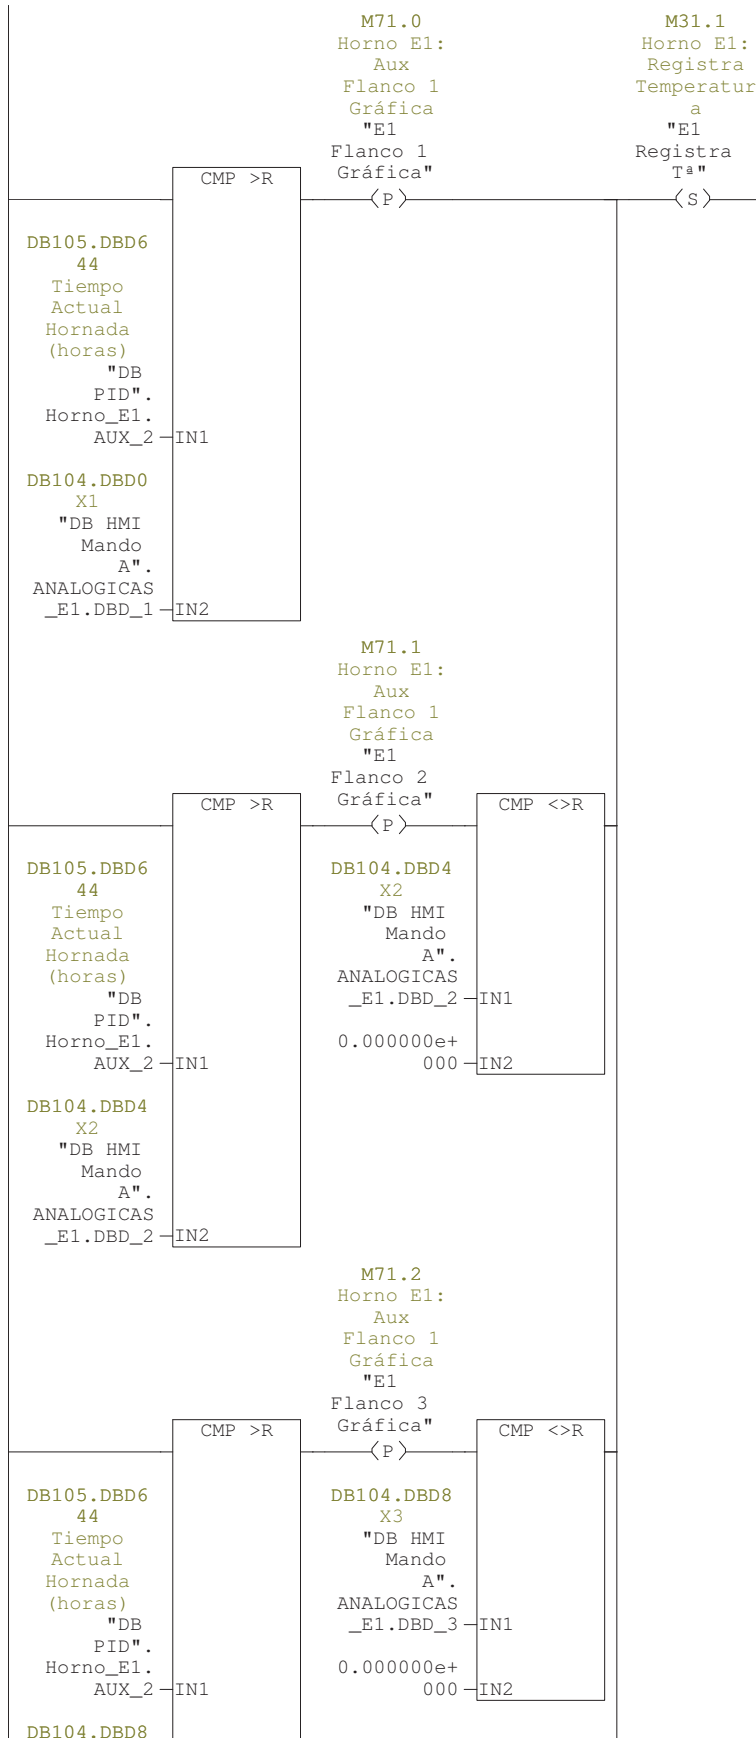 M71.0
Horno E1:
Aux
Flanco 1
Gráfica
"E1
Flanco 1
Gráfica"
(P)
M31.1
Horno E1:
Registra
Temperatur
a
"E1
Registra
Tª"
(S)
CMP >R
DB105.DBD6
44
Tiempo
Actual
Hornada
(horas)
"DB
PID".
Horno_E1.
AUX_2 IN1
DB104.DBD0
X1
"DB HMI
Mando
A".
ANALOGICAS
_E1.DBD_1 IN2
M71.1
Horno E1:
Aux
Flanco 1
Gráfica
"E1
Flanco 2
Gráfica"
(P)
CMP >R
DB105.DBD6
44
Tiempo
Actual
Hornada
(horas)
"DB
PID".
Horno_E1.
AUX_2 IN1
DB104.DBD4
X2
"DB HMI
Mando
A".
ANALOGICAS
_E1.DBD_2 IN2
CMP <>R
DB104.DBD4
X2
"DB HMI
Mando
A".
ANALOGICAS
_E1.DBD_2 IN1
0.000000e+
000 IN2
M71.2
Horno E1:
Aux
Flanco 1
Gráfica
"E1
Flanco 3
Gráfica"
(P)
CMP >R
DB105.DBD6
44
Tiempo
Actual
Hornada
(horas)
"DB
PID".
Horno_E1.
AUX_2 IN1
DB104.DBD8
CMP <>R
DB104.DBD8
X3
"DB HMI
Mando
A".
ANALOGICAS
_E1.DBD_3 IN1
0.000000e+
000 IN2